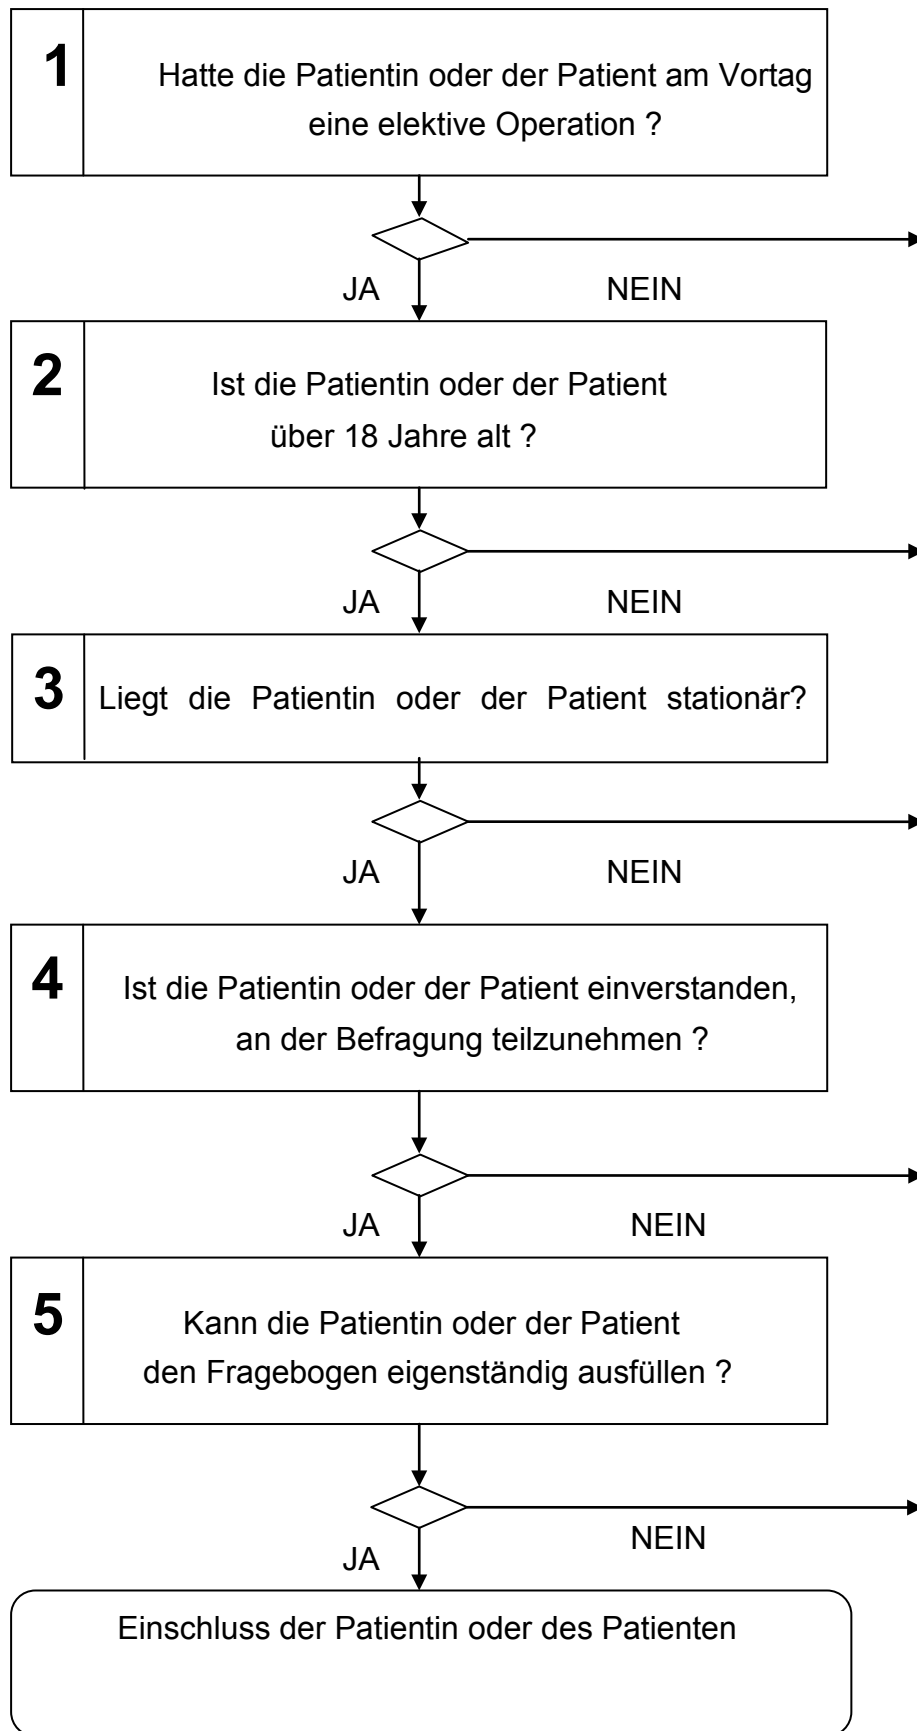 1
Hatte die Patientin oder der Patient am Vortag
eine elektive Operation ?
JA NEIN
2
Ist die Patientin oder der Patient
über 18 Jahre alt ?
JA NEIN
3
Liegt die Patientin oder der Patient stationär?
JA NEIN
4
Ist die Patientin oder der Patient einverstanden,
an der Befragung teilzunehmen ?
JA NEIN
5
Kann die Patientin oder der Patient
den Fragebogen eigenständig ausfüllen ?
JA NEIN
Einschluss der Patientin oder des Patienten